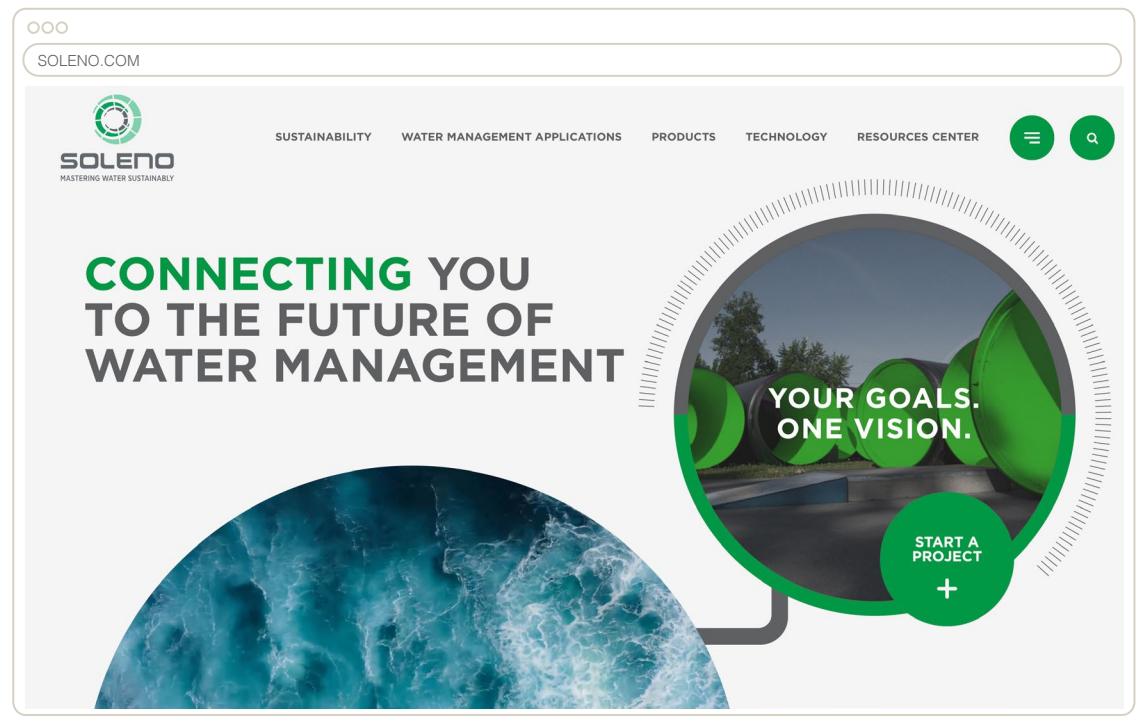 SOLENO.COM
SOLENO
MASTERING WATER SUSTAINABLY
SUSTAINABILITY
WATER MANAGEMENT APPLICATIONS
PRODUCTS
TECHNOLOGY
RESOURCES CENTER
CONNECTING YOU
TO THE FUTURE OF
WATER MANAGEMENT
YOUR GOALS.
ONE VISION.
START A
PROJECT
+